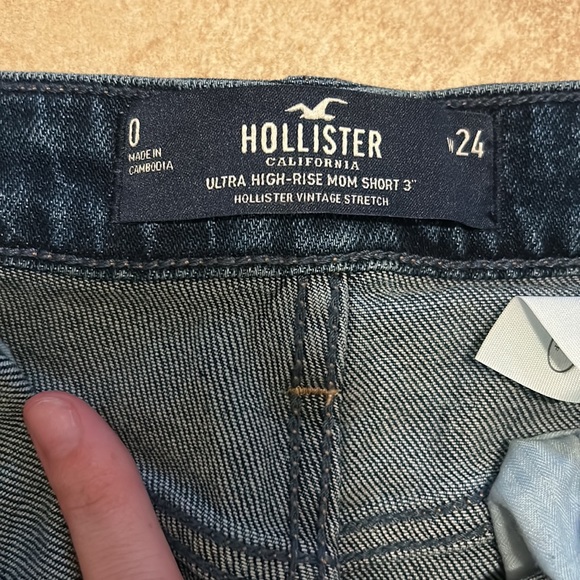 0
MADE IN
CAMBODIA
HOLLISTER
CALIFORNIA
ULTRA HIGH-RISE MOM SHORT 3"
HOLLISTER VINTAGE STRETCH
W24